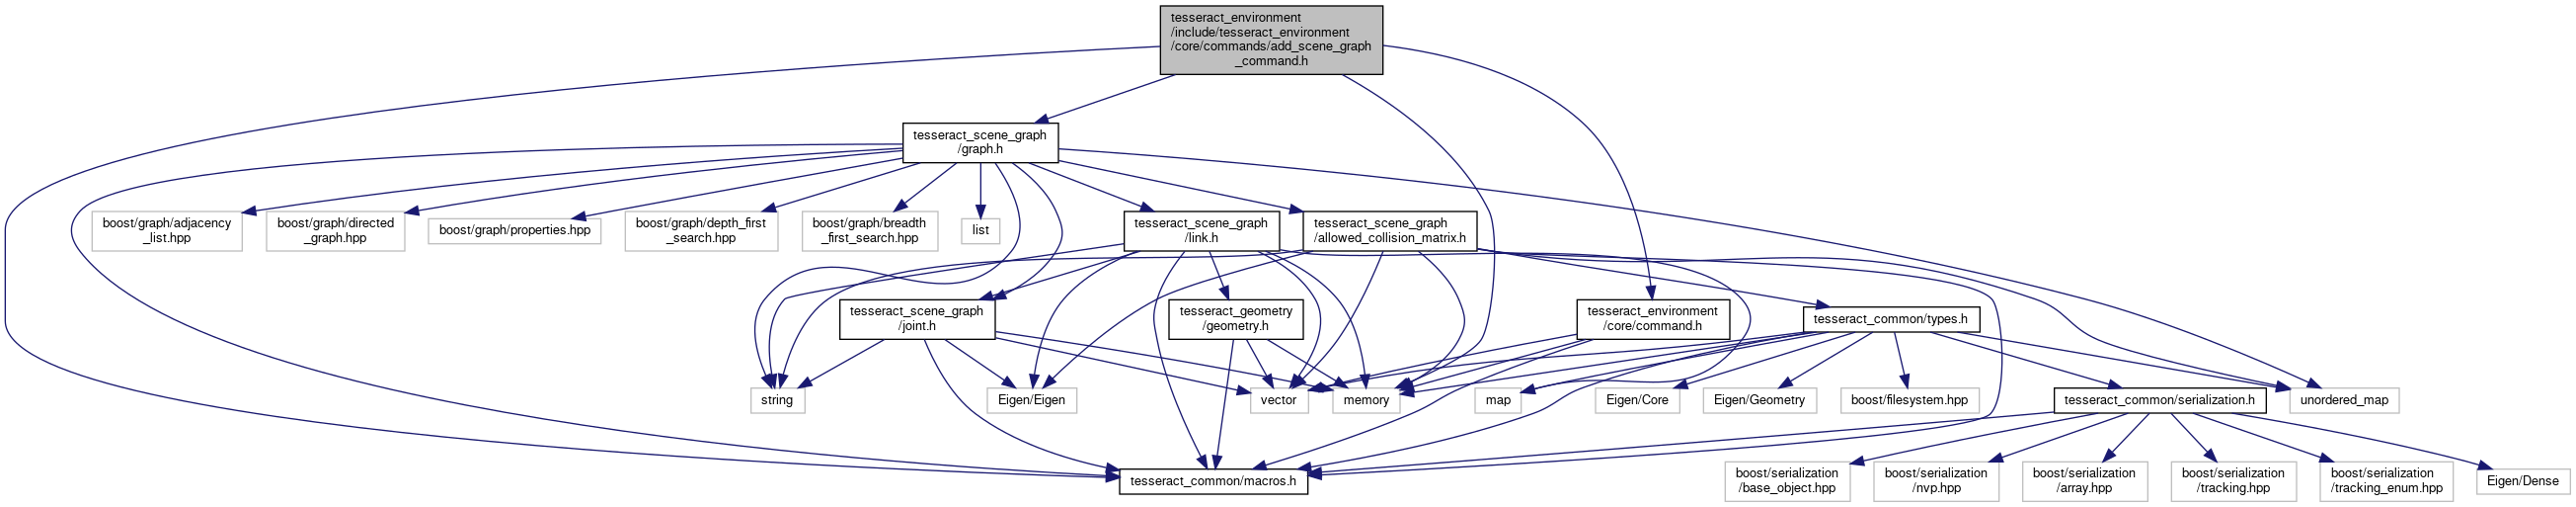 tesseract_environment
/include/tesseract_environment
/core/commands/add_scene_graph
_command.h
tesseract_scene_graph
/graph.h
boost/graph/adjacency
_list.hpp
boost/graph/directed
_graph.hpp
boost/graph/properties.hpp
boost/graph/depth_first
_search.hpp
boost/graph/breadth
_first_search.hpp
list
tesseract_scene_graph
/link.h
tesseract_scene_graph
/allowed_collision_matrix.h
tesseract_scene_graph
/joint.h
tesseract_geometry
/geometry.h
tesseract_environment
/core/command.h
tesseract_common/types.h
string
Eigen/Eigen
vector
memory
map
Eigen/Core
Eigen/Geometry
boost/filesystem.hpp
tesseract_common/serialization.h
unordered_map
tesseract_common/macros.h
boost/serialization
/base_object.hpp
boost/serialization
/nvp.hpp
boost/serialization
/array.hpp
boost/serialization
/tracking.hpp
boost/serialization
/tracking_enum.hpp
Eigen/Dense